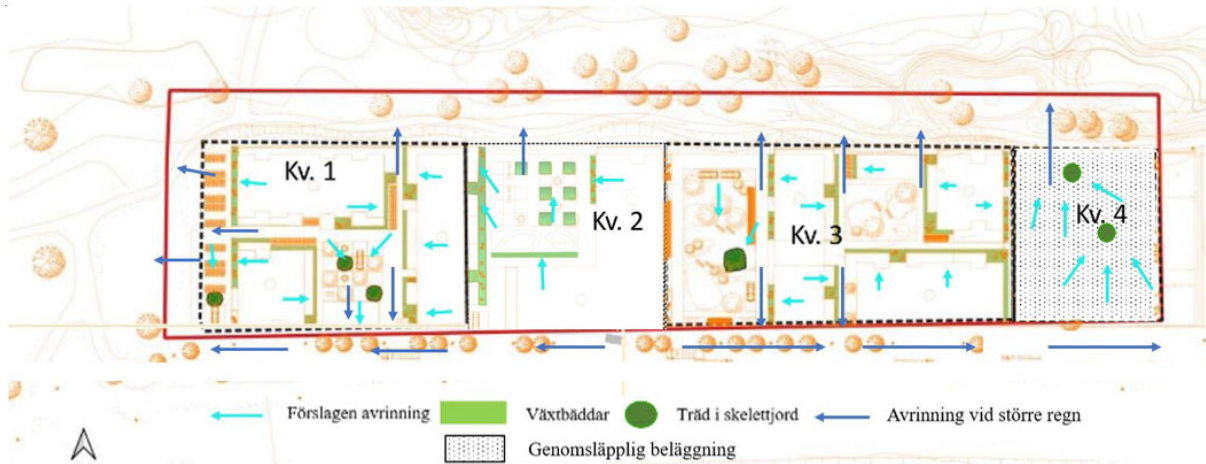 Kv. 1
Kv. 2
Kv. 3
Kv. 4
Förslagen avrinning
Växtbäddar
Träd i skelettjord
Avrinning vid större regn
Genomsläpplig beläggning